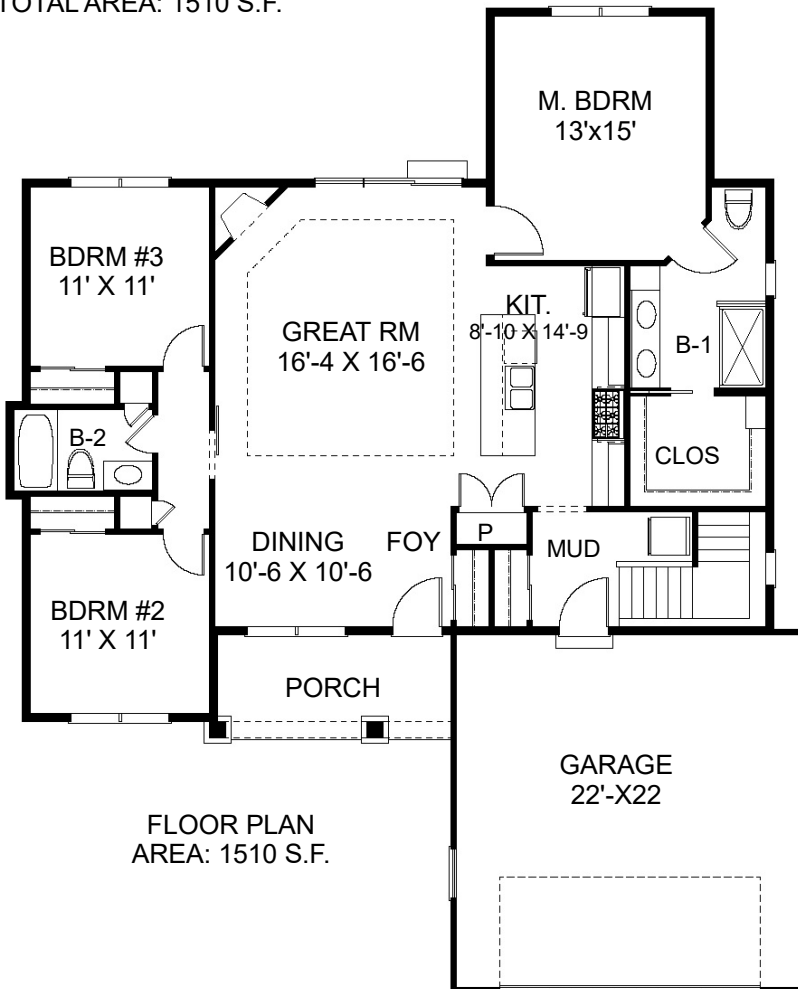 TOTAL AREA: 1510 S.F.
M. BDRM
13'x15'
BDRM #3
11' X 11'
GREAT RM
16'-4 X 16'-6
KIT.
8'-10 X 14'-9
B-1
B-2
CLOS
DINING
10'-6 X 10'-6
FOY
P
MUD
BDRM #2
11' X 11'
PORCH
GARAGE
22'-X22
FLOOR PLAN
AREA: 1510 S.F.